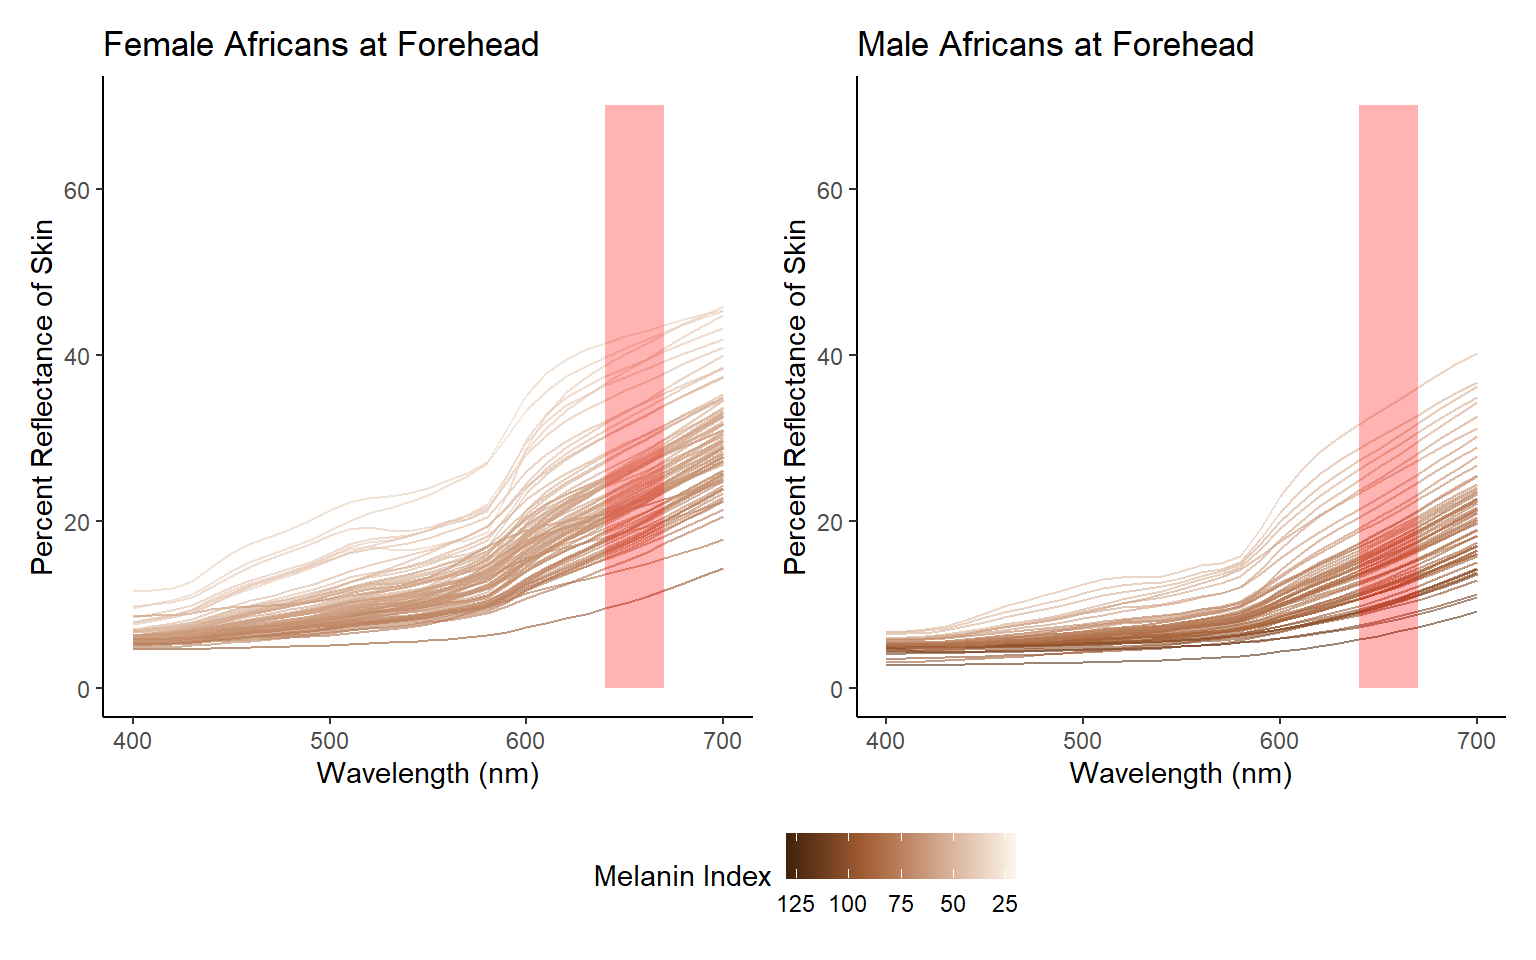 Female Africans at Forehead
Percent Reflectance of Skin
60
40
20
0
400 500 600 700
Wavelength (nm)
Male Africans at Forehead
Percent Reflectance of Skin
60
40
20
0
400 500 600 700
Wavelength (nm)
Melanin Index
125 100 75 50 25